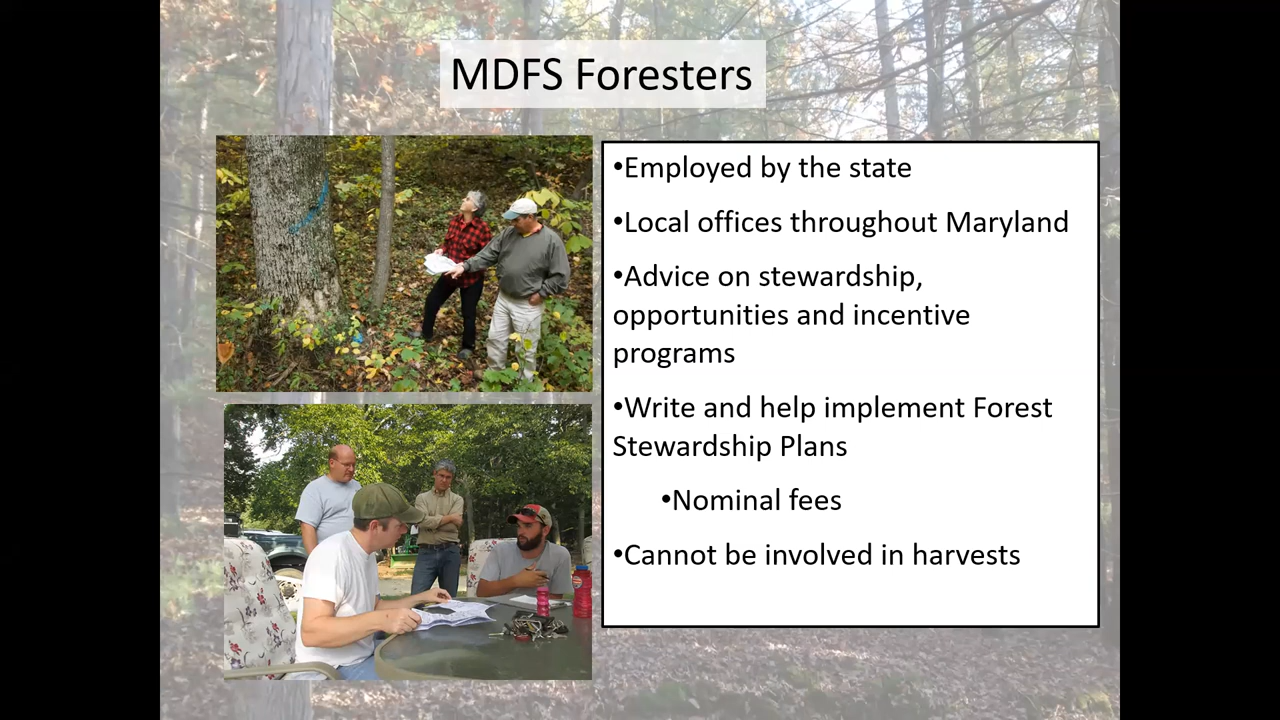 MDFS Foresters
•Employed by the state
•Local offices throughout Maryland
•Advice on stewardship,
opportunities and incentive
programs
•Write and help implement Forest
Stewardship Plans
•Nominal fees
•Cannot be involved in harvests